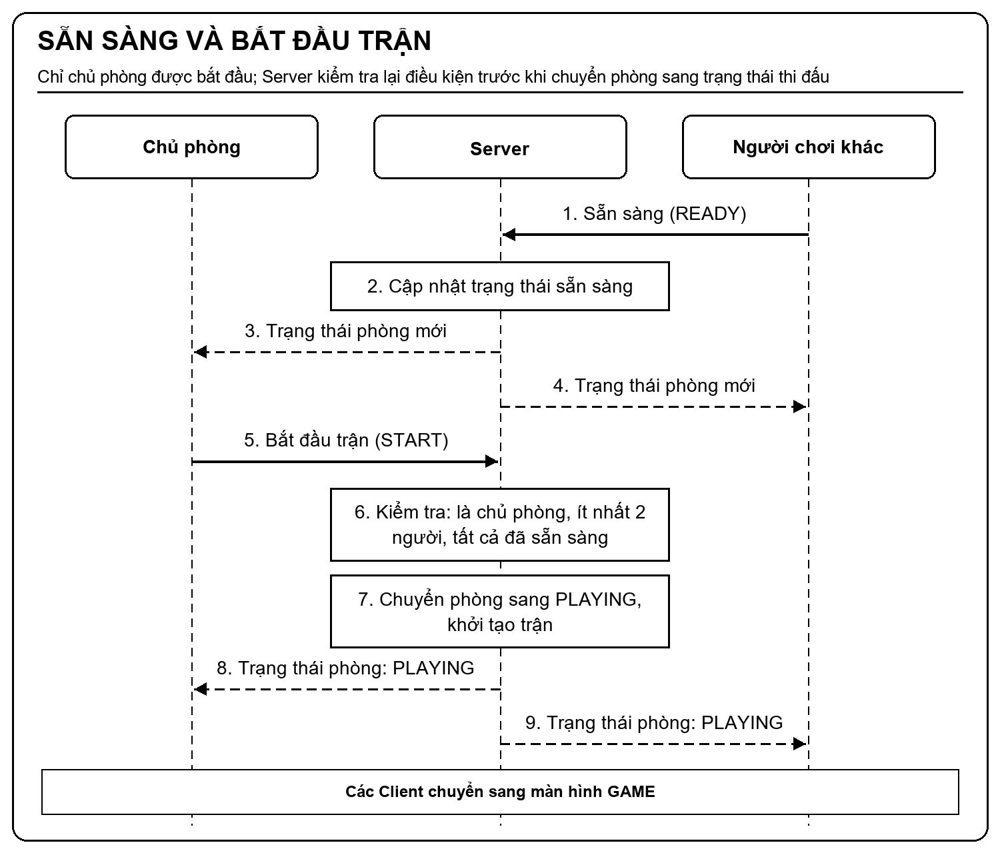 SẴN SÀNG VÀ BẮT ĐẦU TRẬN
Chỉ chủ phòng được bắt đầu; Server kiểm tra lại điều kiện trước khi chuyển phòng sang trạng thái thi đấu
Chủ phòng
Server
Người chơi khác
1. Sẵn sàng (READY)
2. Cập nhật trạng thái sẵn sàng
3. Trạng thái phòng mới
4. Trạng thái phòng mới
5. Bắt đầu trận (START)
6. Kiểm tra: là chủ phòng, ít nhất 2
người, tất cả đã sẵn sàng
7. Chuyển phòng sang PLAYING,
khởi tạo trận
8. Trạng thái phòng: PLAYING
9. Trạng thái phòng: PLAYING
Các Client chuyển sang màn hình GAME